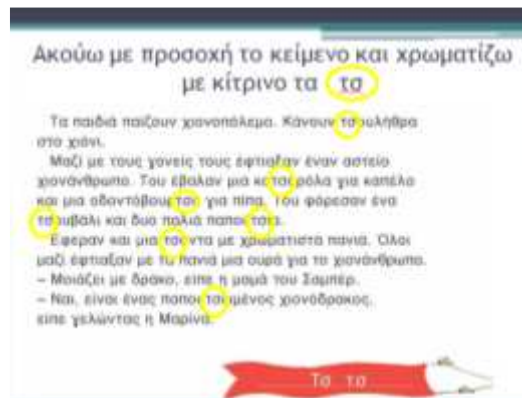 Ακούω με προσοχή το κείμενο και χρωματίζω
με κίτρινο τα τσ
Τα παιδιά παίζουν χιονοπόλεμο. Κάνουν τσουλήθρα
στο χιόνι.
Μαζί με τους γονείς τους έφτιαξαν έναν αστείο
χιονάνθρωπο. Του έβαλαν μια κατσαρόλα για καπέλο
και μια οδοντόβουρτσα για πίπα. Του φόρεσαν ένα
τσουβάλι και δυο παλιά παπούτσια.
Έφεραν και μια τσάντα με χρωματιστά πανιά. Όλοι
μαζί έφτιαξαν με τα πανιά μια ουρά για το χιονάνθρωπο.
– Μοιάζει με δράκο, είπε η μαμά του Σαμπέρ.
– Ναι, είναι ένας παπουτσωμένος χιονόδρακος,
είπε γελώντας η Μαρίνα.
Τσ τσ